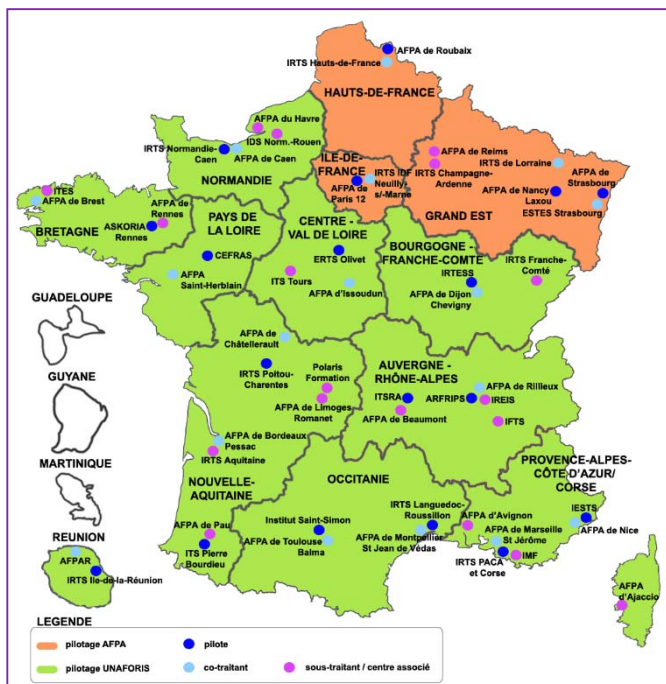 AFPA de Roubaix
IRTS Hauts-de-France
HAUTS-DE-FRANCE
AFPA du Havre
IDS Norm.-Rouen
IRTS Normandie-
Caen
AFPA de Caen
NORMANDIE
ILE-DE-
FRANCE
AFPA de
Paris 12
IRTS IDF
Neuilly-
s/-Marne
AFPA de Reims
IRTS de Lorraine
IRTS Champagne-
Ardenne
AFPA de
Strasbourg
AFPA de Nancy
Laxou
ESTES Strasbourg
GRAND EST
ITES
AFPA de Brest
AFPA de
Rennes
ASKORIA
Rennes
BRETAGNE
PAYS DE
LA LOIRE
CEFRAS
AFPA
Saint-Herblain
CENTRE -
VAL DE LOIRE
ERTS Olivet
ITS Tours
AFPA d'Issoudun
BOURGOGNE -
FRANCHE-COMTE
IRTS Franche-
Comté
IRTESS
AFPA de Dijon
Chevigny
GUADELOUPE
GUYANE
MARTINIQUE
REUNION
AFPAR
IRTS Ile-de-la-Réunion
AFPA de
Châtellerault
IRTS Poitou-
Charentes
Polaris
Formation
AFPA de Limoges-
Romanet
AFPA de Bordeaux
Pessac
IRTS Aquitaine
NOUVELLE-
AQUITAINE
AFPA de Pau
ITS Pierre
Bourdieu
AUVERGNE -
RHÔNE-ALPES
AFPA de Rillieux
ITSRA
ARFRIPS
IREIS
AFPA de Beaumont
IFTS
OCCITANIE
Institut Saint-Simon
AFPA de Toulouse
Balma
IRTS Languedoc-
Roussillon
AFPA de Montpellier
St Jean de Védas
PROVENCE-ALPES-
CÔTE D'AZUR/
CORSE
AFPA d'Avignon
IESTS
AFPA de Nice
AFPA de Marseille
St Jérôme
IMF
IRTS PACA
et Corse
AFPA
d'Ajaccio
LEGENDE
pilotage AFPA
pilote
pilotage UNAFORIS
co-traitant
sous-traitant / centre associé